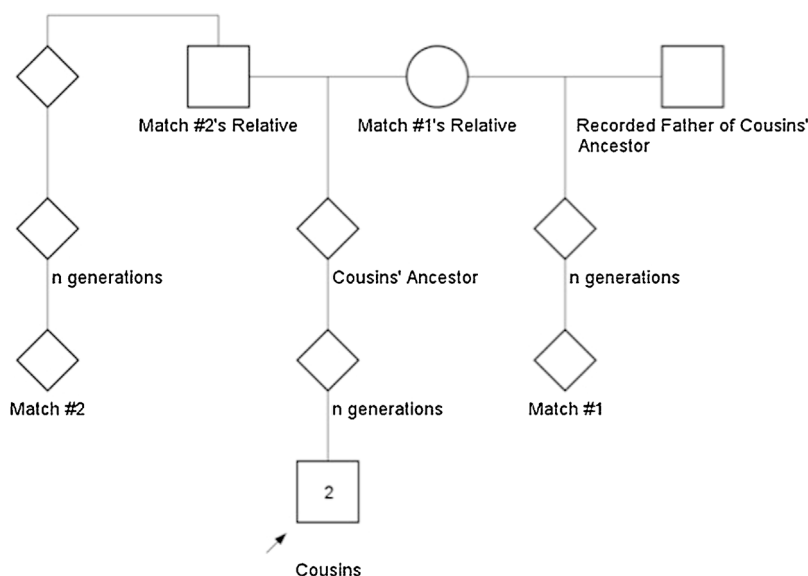 Match #2's Relative
Match #1's Relative
Recorded Father of Cousins'
Ancestor
n generations
Cousins' Ancestor
n generations
Match #2
n generations
Match #1
2
Cousins